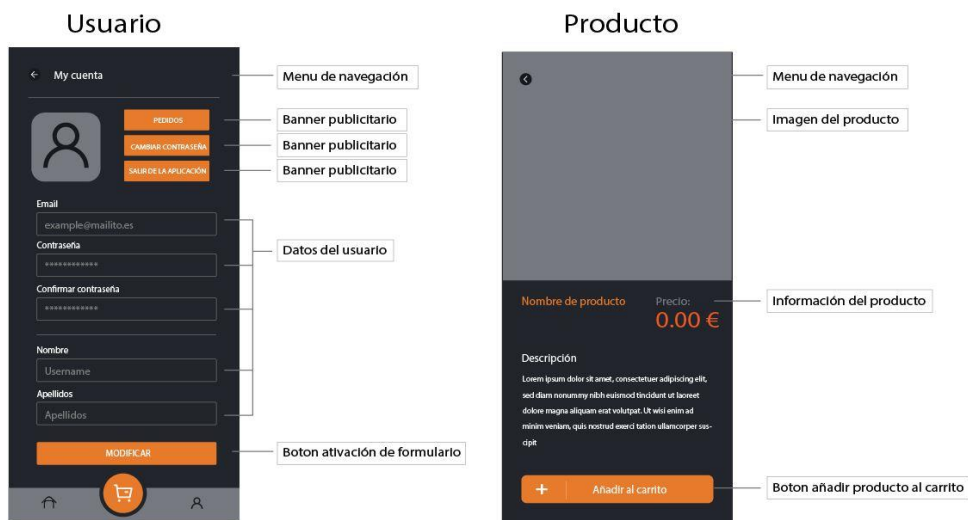 Usuario
My cuenta
PEDIDOS
CAMBIAR CONTRASEÑA
SALIR DE LA APLICACIÓN
Email
example@mailito.es
Contraseña
************
Confirmar contraseña
************
Nombre
Username
Apellidos
Apellidos
MODIFICAR
Menu de navegación
Banner publicitario
Banner publicitario
Banner publicitario
Datos del usuario
Boton ativación de formulario
Producto
Nombre de producto
Precio:
0.00 €
Descripción
Lorem ipsum dolor sit amet, consectetuer adipiscing elit,
sed diam nonummy nibh euismod tincidunt ut laoreet
dolore magna aliquam erat volutpat. Ut wisi enim ad
minim veniam, quis nostrud exerci tation ullamcorper sus-
cipit
+ Añadir al carrito
Menu de navegación
Imagen del producto
Información del producto
Boton añadir producto al carrito